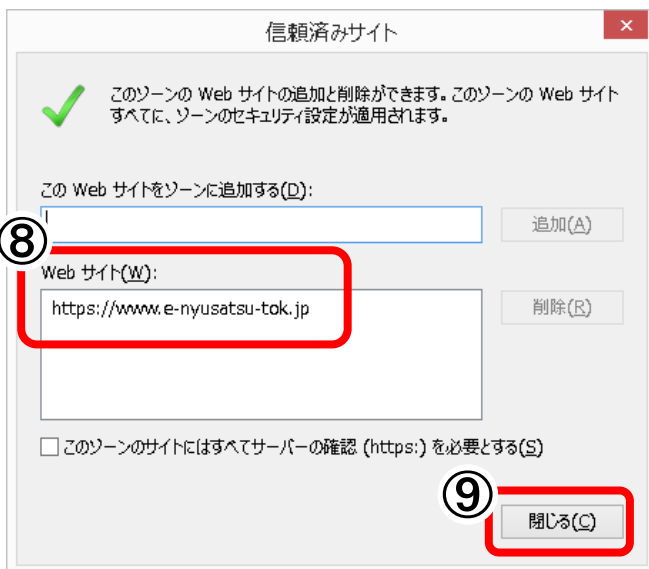 信頼済みサイト
このゾーンの Web サイトの追加と削除ができます。このゾーンの Web サイト
すべてに、ゾーンのセキュリティ設定が適用されます。
この Web サイトをゾーンに追加する(D):
追加(A)
⑧
Web サイト(W):
https://www.e-nyusatsu-tok.jp
削除(R)
このゾーンのサイトにはすべてサーバーの確認 (https:) を必要とする(S)
⑨
閉じる(C)